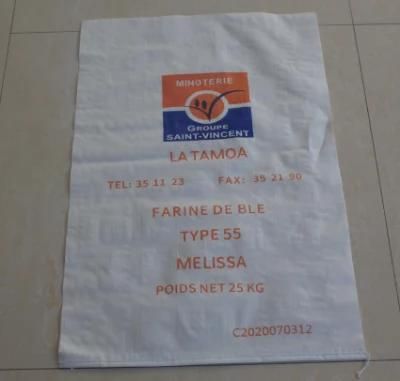 MINOTERIE
GROUPE
SAINT-VINCENT
LA TAMOA
TEL: 35 11 23 FAX: 35 21 90
FARINE DE BLE
TYPE 55
MELISSA
POIDS NET 25 KG
C2020070312